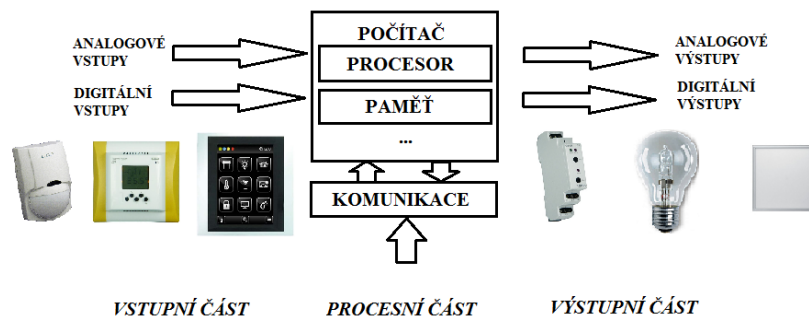 ANALOGOVÉ
VSTUPY
DIGITÁLNÍ
VSTUPY
POČÍTAČ
PROCESOR
PAMĚŤ
...
KOMUNIKACE
ANALOGOVÉ
VÝSTUPY
DIGITÁLNÍ
VÝSTUPY
VSTUPNÍ ČÁST
PROCESNÍ ČÁST
VÝSTUPNÍ ČÁST